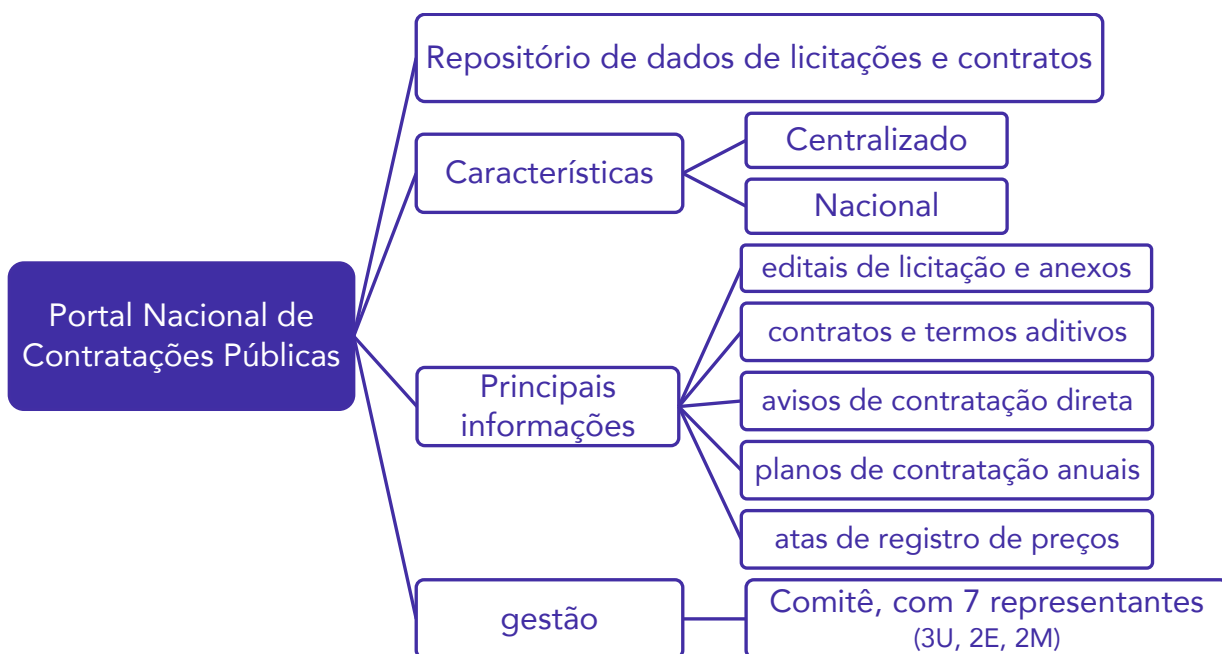 Portal Nacional de
Contratações Públicas
Repositório de dados de licitações e contratos
Características
Centralizado
Nacional
Principais
informações
editais de licitação e anexos
contratos e termos aditivos
avisos de contratação direta
planos de contratação anuais
atas de registro de preços
gestão
Comitê, com 7 representantes
(3U, 2E, 2M)